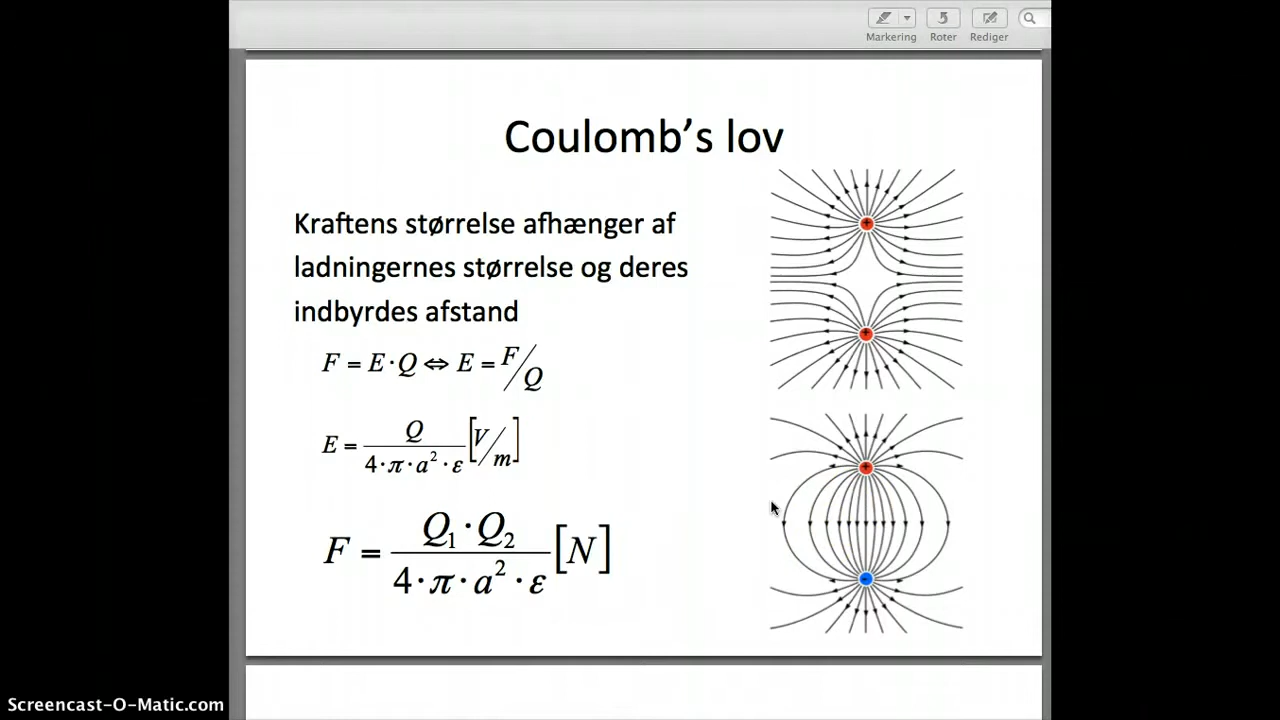 Markering Roter Rediger
Coulomb's lov
Kraftens størrelse afhænger af
ladningernes størrelse og deres
indbyrdes afstand
F = E · Q ⇔ E = F/Q
E = Q / 4 · π · a² · ε [V/m]
F = Q₁ · Q₂ / 4 · π · a² · ε [N]
+
+
+
-
Screencast-O-Matic.com